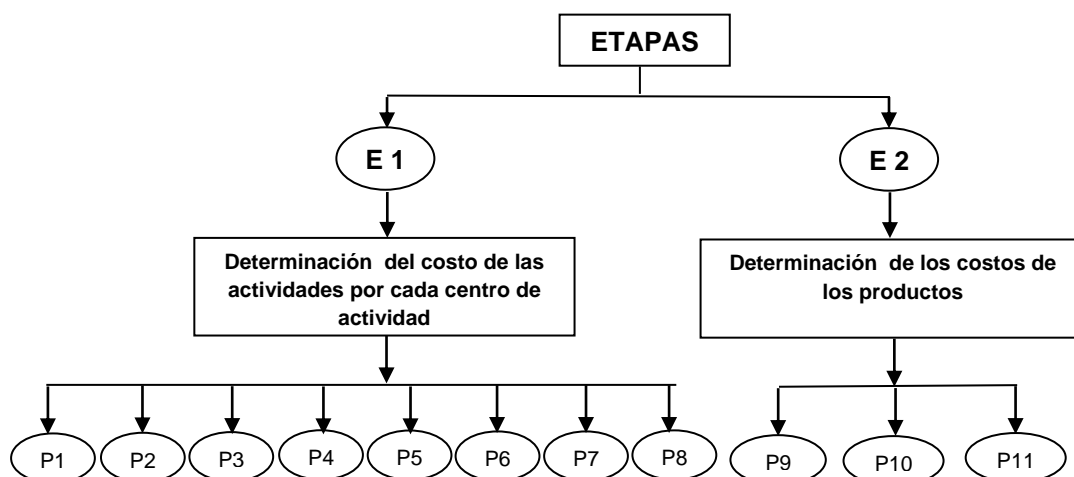 ETAPAS
E 1
E 2
Determinación del costo de las
actividades por cada centro de
actividad
Determinación de los costos de
los productos
P1 P2 P3 P4 P5 P6 P7 P8 P9 P10 P11